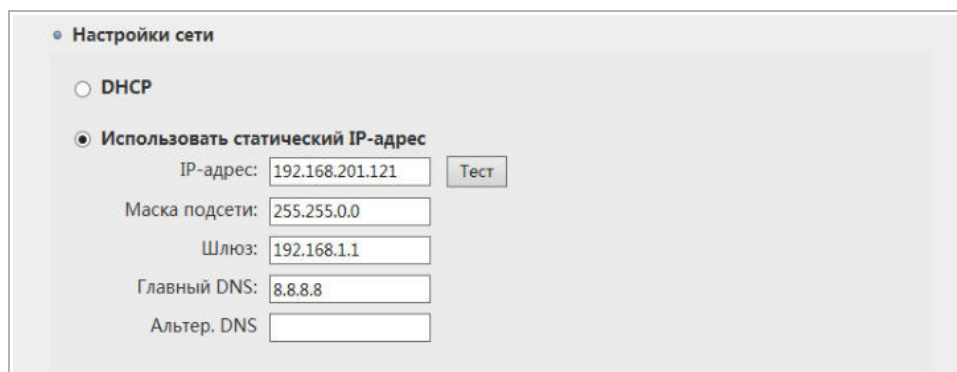 Настройки сети
DHCP
Использовать статический IP-адрес
IP-адрес: 192.168.201.121 Тест
Маска подсети: 255.255.0.0
Шлюз: 192.168.1.1
Главный DNS: 8.8.8.8
Альтер. DNS